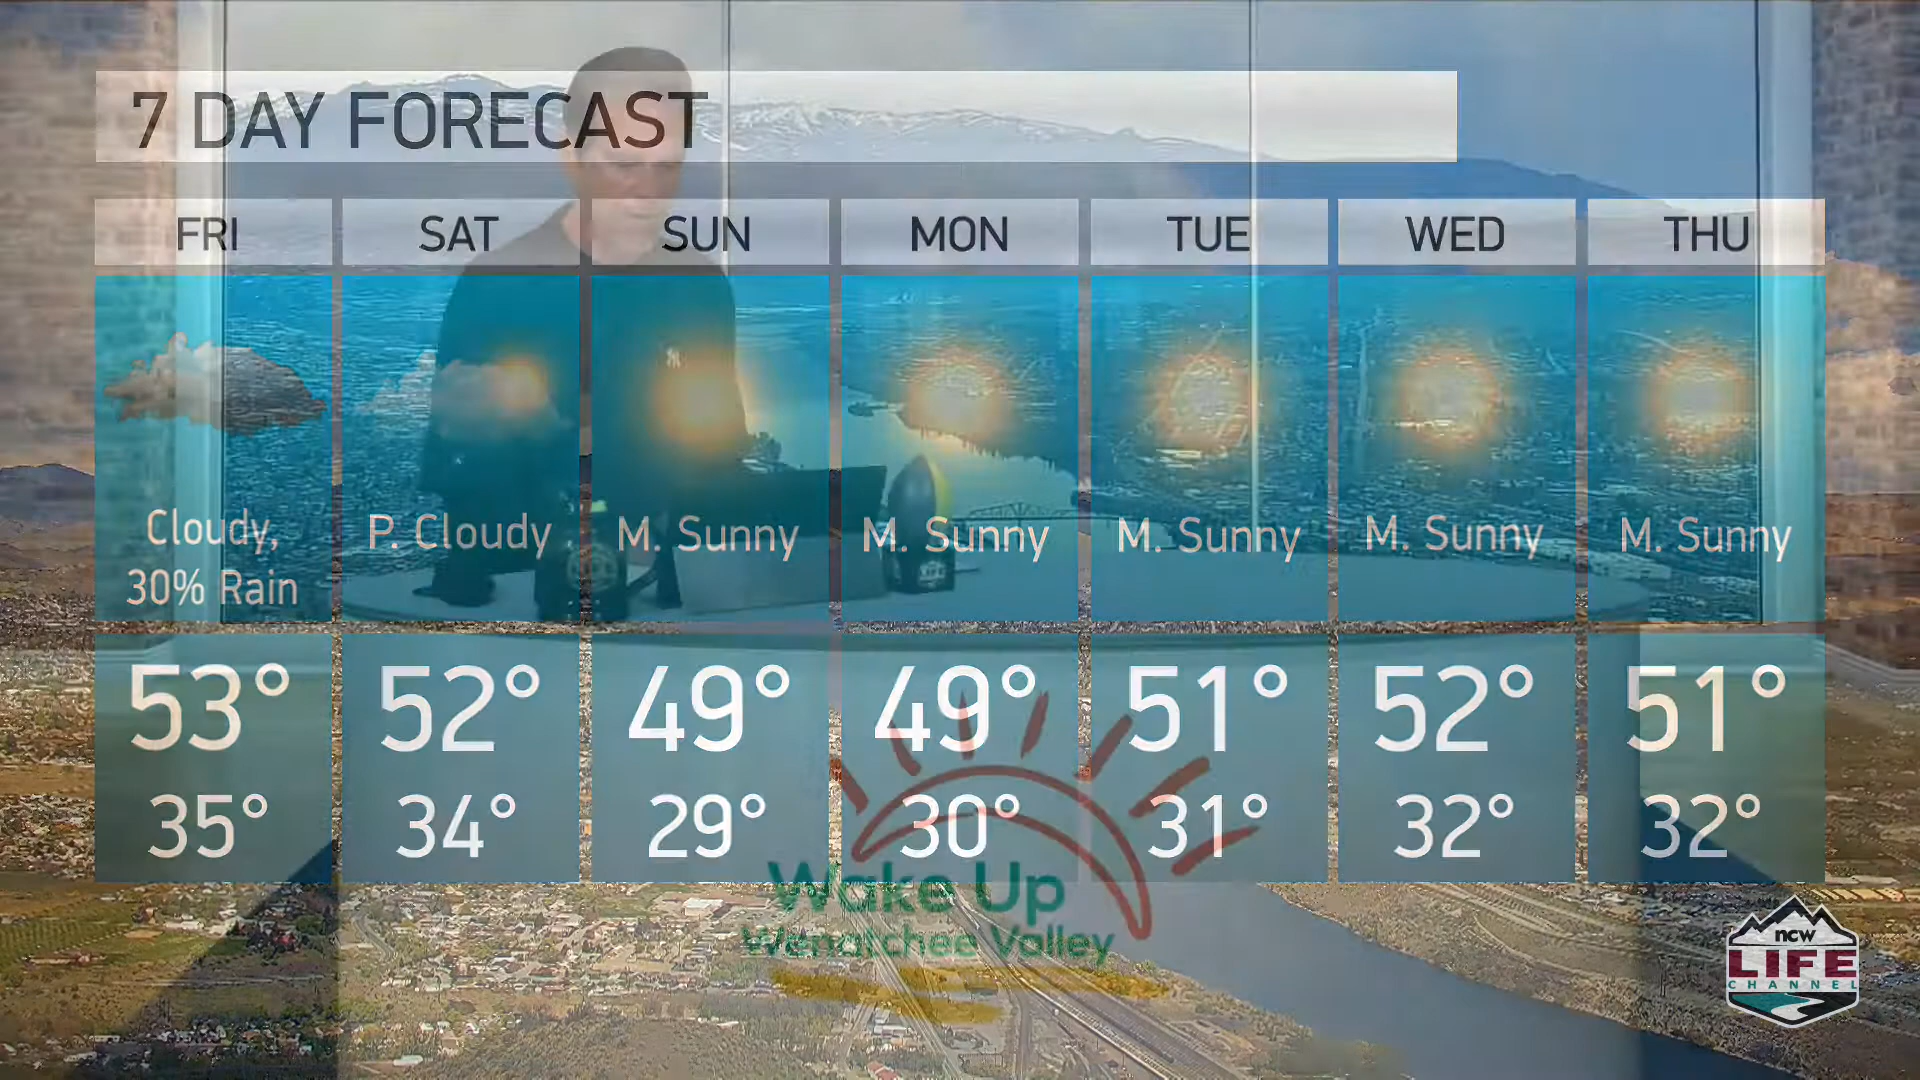 7 DAY FORECAST
FRI SAT SUN MON TUE WED THU
Cloudy,
30% Rain
P. Cloudy
M. Sunny
M. Sunny
M. Sunny
M. Sunny
M. Sunny
53° 52° 49° 49° 51° 52° 51°
35° 34° 29° 30° 31° 32° 32°
Wake Up
Wenatchee Valley
ncw
LIFE
CHANNEL